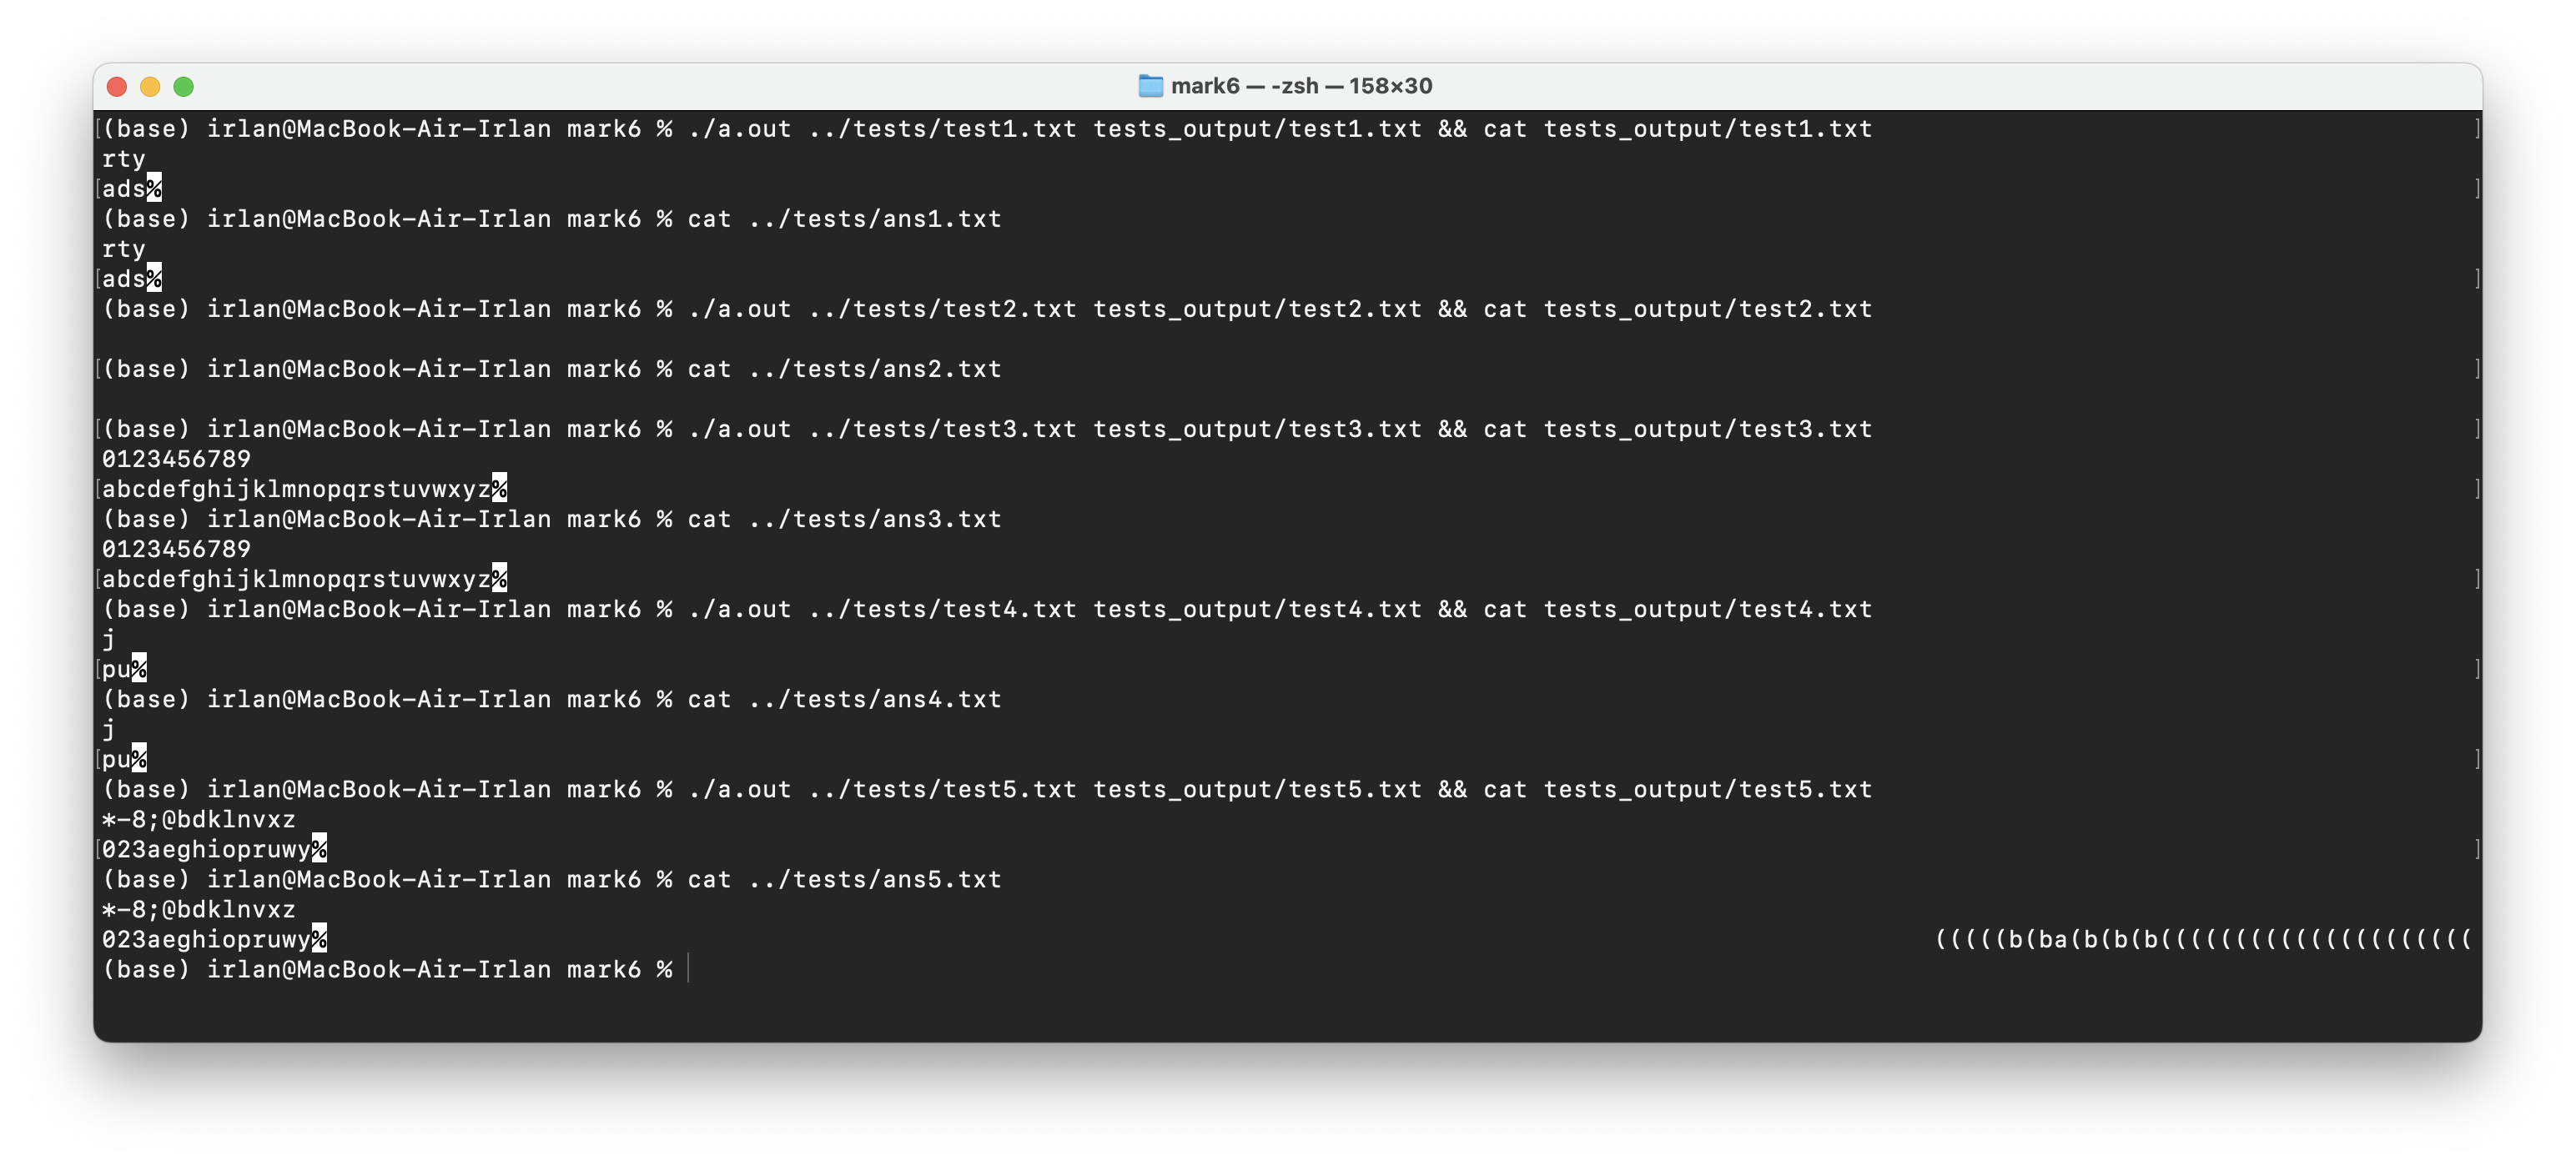 mark6 — -zsh — 158×30
[(base) irlan@MacBook-Air-Irlan mark6 % ./a.out ../tests/test1.txt tests_output/test1.txt && cat tests_output/test1.txt ]
rty
[ads% ]
(base) irlan@MacBook-Air-Irlan mark6 % cat ../tests/ans1.txt
rty
[ads% ]
(base) irlan@MacBook-Air-Irlan mark6 % ./a.out ../tests/test2.txt tests_output/test2.txt && cat tests_output/test2.txt
[(base) irlan@MacBook-Air-Irlan mark6 % cat ../tests/ans2.txt ]
[(base) irlan@MacBook-Air-Irlan mark6 % ./a.out ../tests/test3.txt tests_output/test3.txt && cat tests_output/test3.txt ]
0123456789
[abcdefghijklmnopqrstuvwxyz% ]
(base) irlan@MacBook-Air-Irlan mark6 % cat ../tests/ans3.txt
0123456789
[abcdefghijklmnopqrstuvwxyz% ]
(base) irlan@MacBook-Air-Irlan mark6 % ./a.out ../tests/test4.txt tests_output/test4.txt && cat tests_output/test4.txt
j
[pu% ]
(base) irlan@MacBook-Air-Irlan mark6 % cat ../tests/ans4.txt
j
[pu% ]
(base) irlan@MacBook-Air-Irlan mark6 % ./a.out ../tests/test5.txt tests_output/test5.txt && cat tests_output/test5.txt
*-8;@bdklnvxz
[023aeghiopruwy% ]
(base) irlan@MacBook-Air-Irlan mark6 % cat ../tests/ans5.txt
*-8;@bdklnvxz
023aeghiopruwy% (((((b(ba(b(b(b(((((((((((((((((((((
(base) irlan@MacBook-Air-Irlan mark6 %